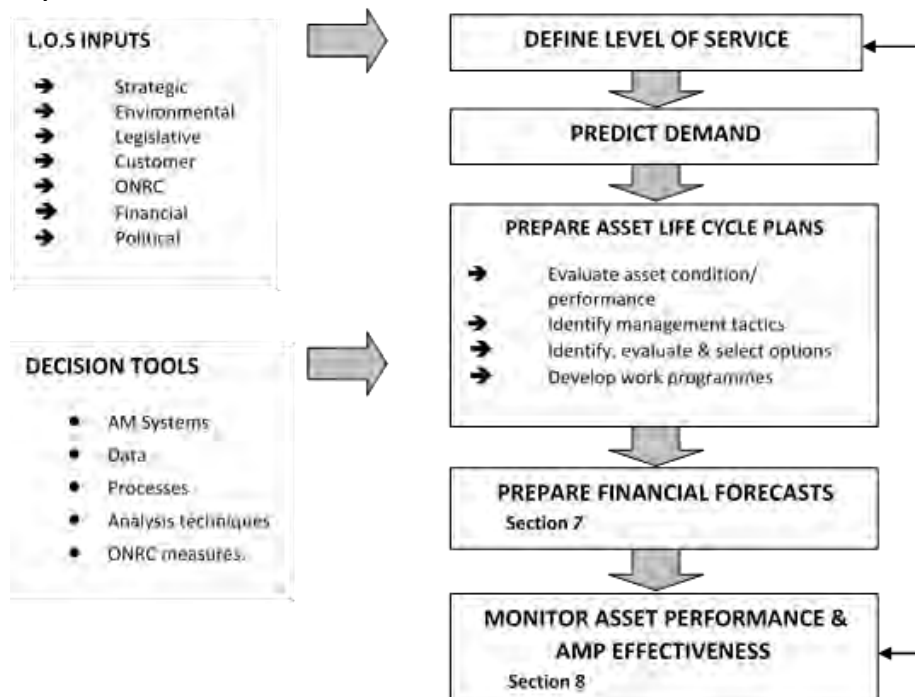 L.O.S INPUTS
Strategic
Environmental
Legislative
Customer
ONRC
Financial
Political
DECISION TOOLS
AM Systems
Data
Processes
Analysis techniques
ONRC measures.
DEFINE LEVEL OF SERVICE
PREDICT DEMAND
PREPARE ASSET LIFE CYCLE PLANS
Evaluate asset condition/
performance
Identify management tactics
Identify, evaluate & select options
Develop work programmes
PREPARE FINANCIAL FORECASTS
Section 7
MONITOR ASSET PERFORMANCE &
AMP EFFECTIVENESS
Section 8